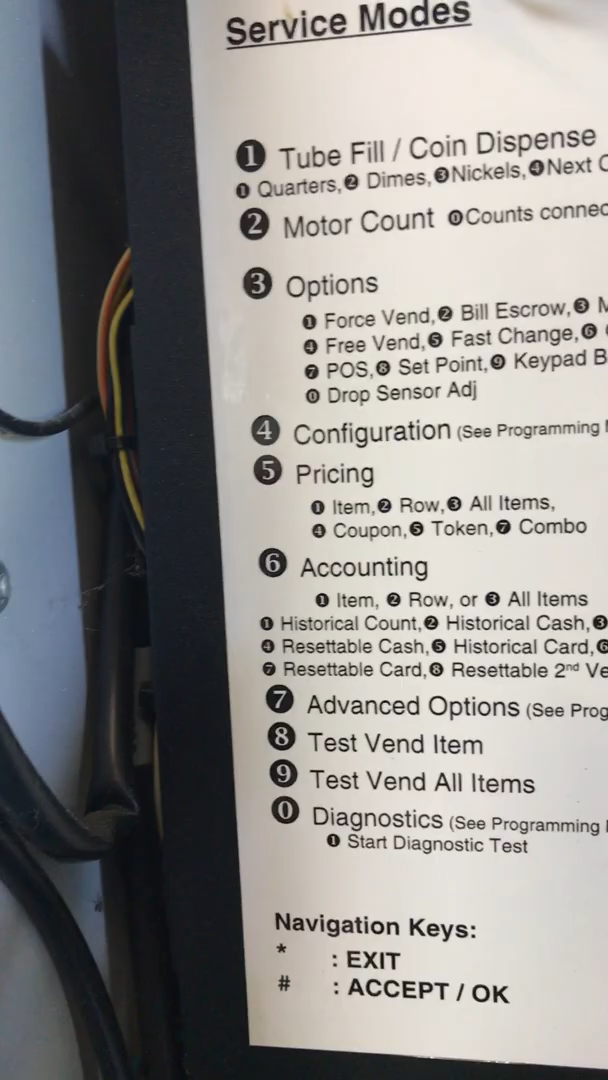 Service Modes
❶ Tube Fill / Coin Dispense
❶ Quarters,❷ Dimes,❸Nickels,❹Next
❷ Motor Count ⓿Counts
❸ Options
❶ Force Vend,❷ Bill Escrow,❸
❹ Free Vend,❺ Fast Change,❻
❼ POS,❽ Set Point,❾ Keypad
⓿ Drop Sensor Adj
❹ Configuration (See Programming
❺ Pricing
❶ Item,❷ Row,❸ All Items,
❹ Coupon,❺ Token,❼ Combo
❻ Accounting
❶ Item, ❷ Row, or ❸ All Items
❶ Historical Count,❷ Historical Cash,❸
❹ Resettable Cash,❺ Historical Card,❻
❼ Resettable Card,❽ Resettable 2nd
❼ Advanced Options (See
❽ Test Vend Item
❾ Test Vend All Items
⓿ Diagnostics (See Programming
❶ Start Diagnostic Test
Navigation Keys:
* : EXIT
# : ACCEPT / OK